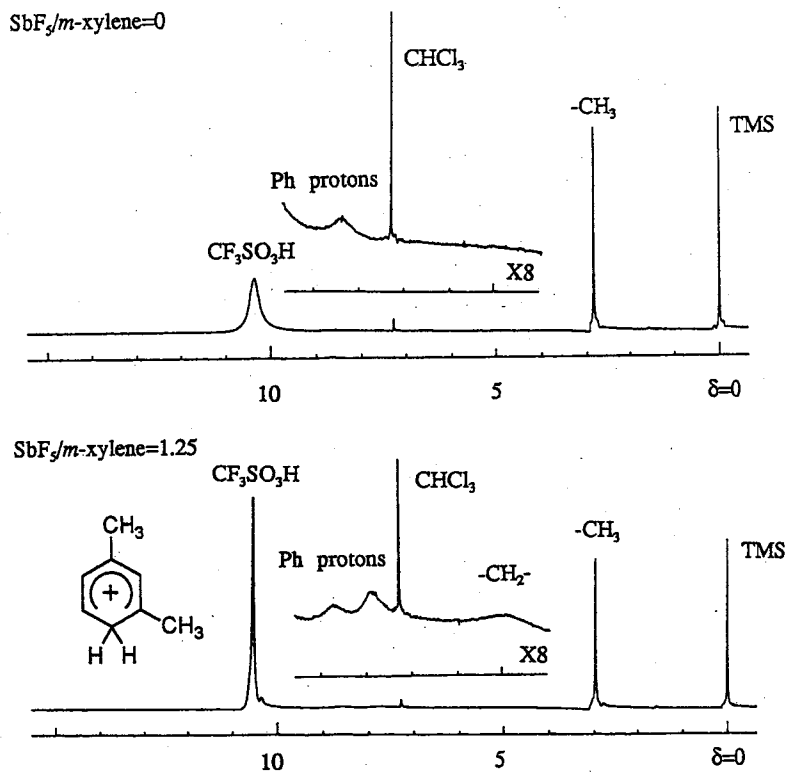 SbF₅/m-xylene=0
CHCl₃
-CH₃
TMS
Ph protons
CF₃SO₃H
X8
10
5
δ=0
SbF₅/m-xylene=1.25
CF₃SO₃H
CHCl₃
-CH₃
TMS
CH₃
Ph protons
-CH₂-
+
CH₃
H H
X8
10
5
δ=0